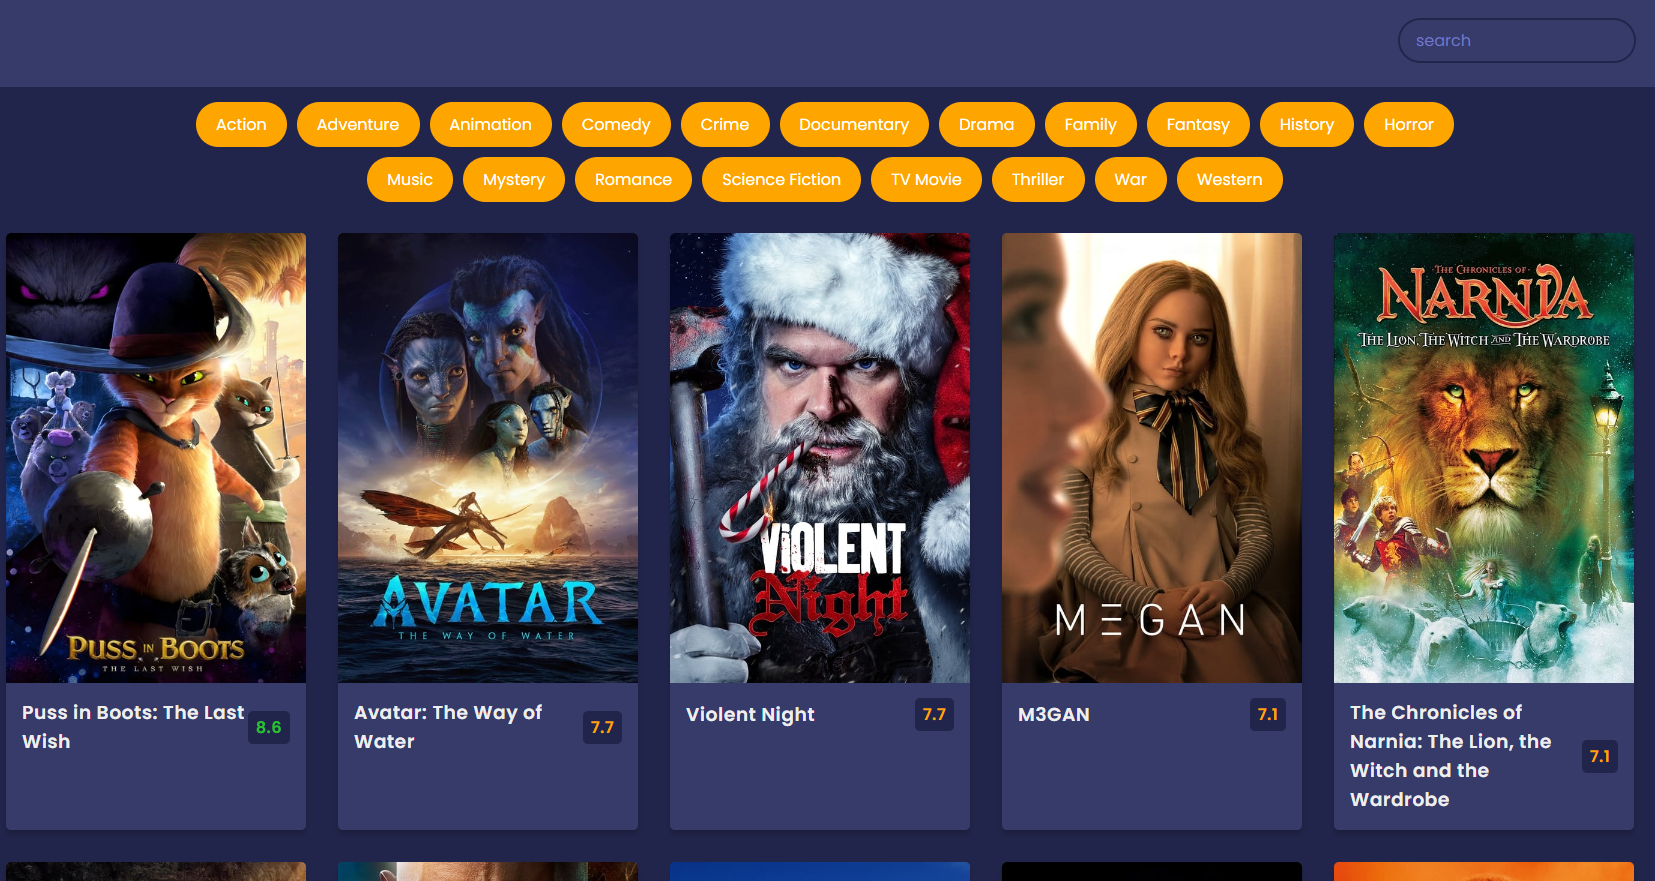 search
Action Adventure Animation Comedy Crime Documentary Drama Family Fantasy History Horror
Music Mystery Romance Science Fiction TV Movie Thriller War Western
PUSS IN BOOTS
THE LAST WISH
AVATAR
THE WAY OF WATER
VIOLENT
Night
MƎGAN
THE CHRONICLES OF
NARNIA
THE LION, THE WITCH AND THE WARDROBE
Puss in Boots: The Last
Wish
8.6
Avatar: The Way of
Water
7.7
Violent Night
7.7
M3GAN
7.1
The Chronicles of
Narnia: The Lion, the
Witch and the
Wardrobe
7.1